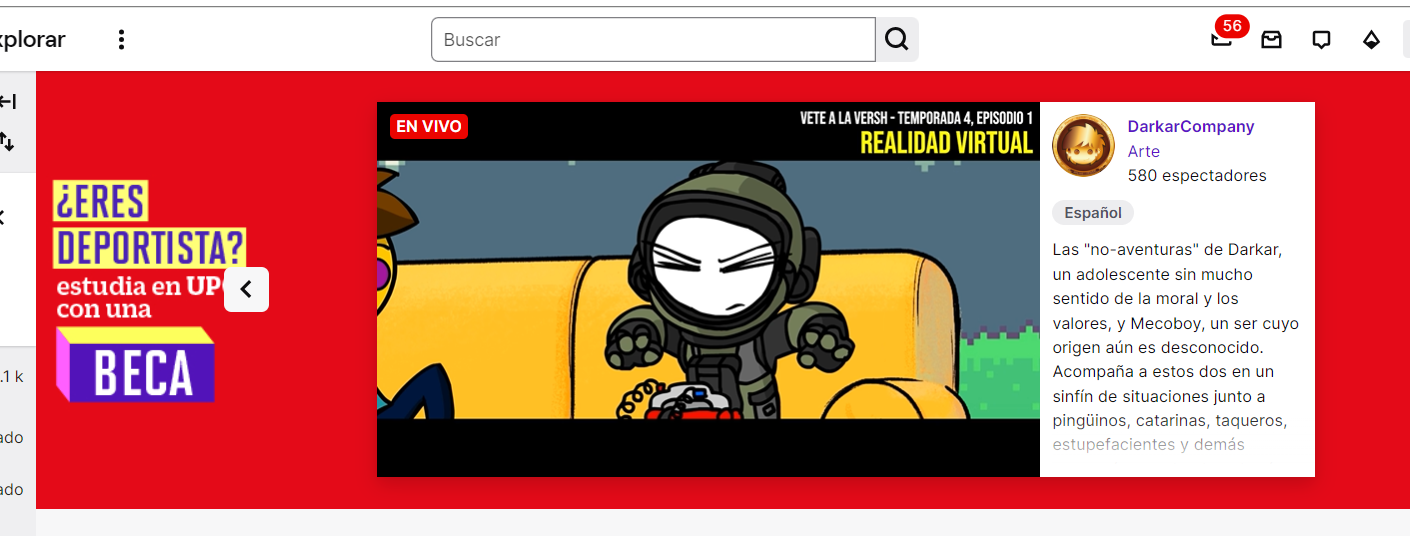 xplorar
Buscar
56
¿ERES
DEPORTISTA?
estudia en UP
con una
BECA
EN VIVO
VETE A LA VERSH - TEMPORADA 4, EPISODIO 1
REALIDAD VIRTUAL
DarkarCompany
Arte
580 espectadores
Español
Las "no-aventuras" de Darkar,
un adolescente sin mucho
sentido de la moral y los
valores, y Mecoboy, un ser cuyo
origen aún es desconocido.
Acompaña a estos dos en un
sinfín de situaciones junto a
pingüinos, catarinas, taqueros,
estupefacientes y demás
.1 k
ado
ado